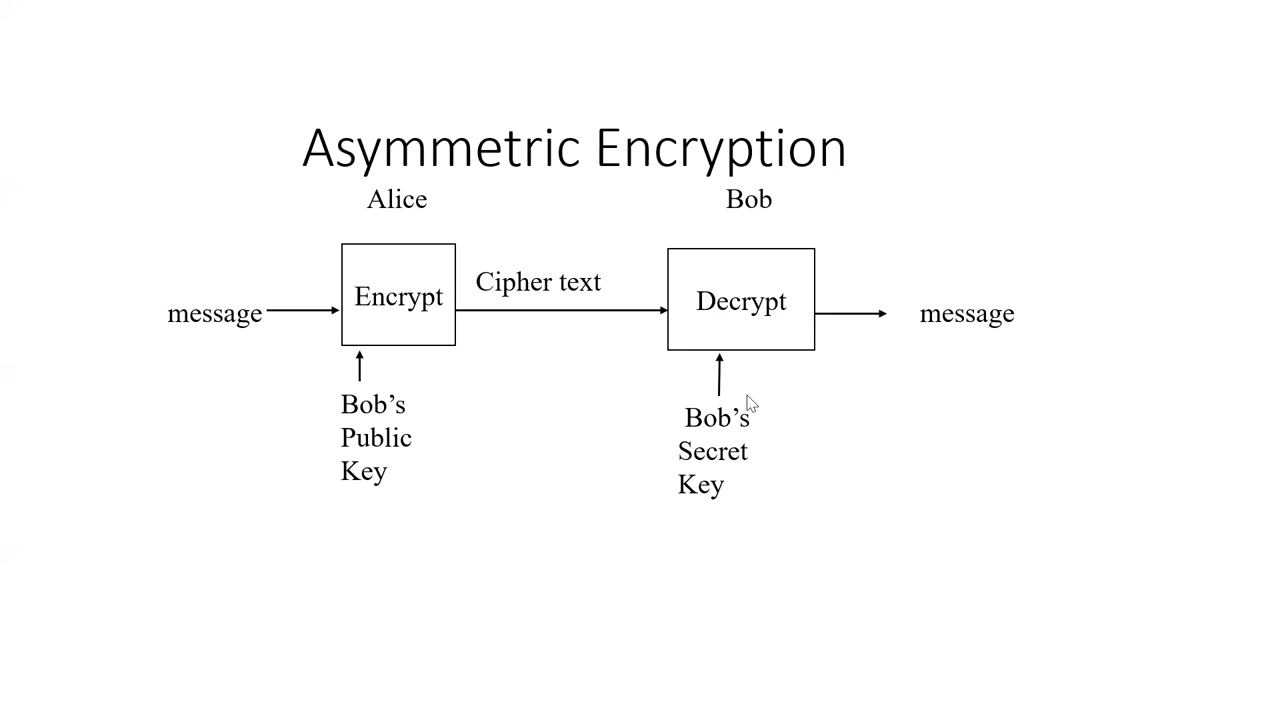 Asymmetric Encryption
Alice
Bob
Cipher text
Encrypt
Decrypt
message
message
Bob’s
Public
Key
Bob’s
Secret
Key